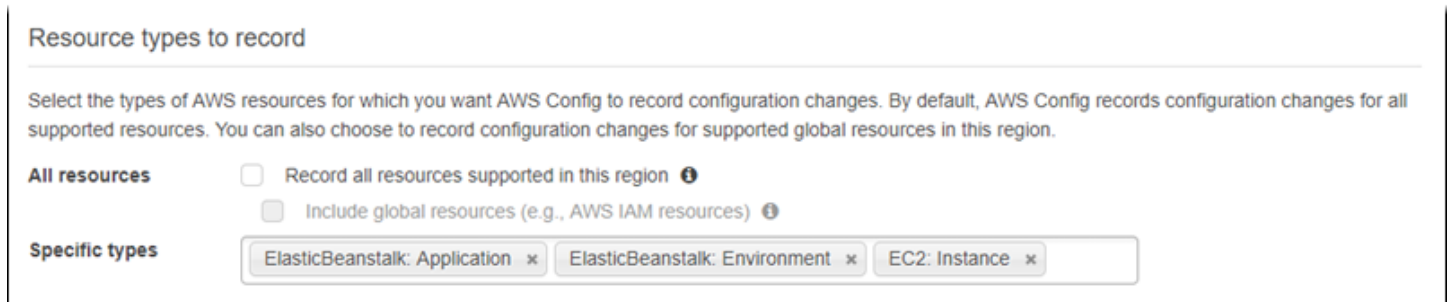 Resource types to record
Select the types of AWS resources for which you want AWS Config to record configuration changes. By default, AWS Config records configuration changes for all
supported resources. You can also choose to record configuration changes for supported global resources in this region.
All resources Record all resources supported in this region
Include global resources (e.g., AWS IAM resources)
Specific types ElasticBeanstalk: Application × ElasticBeanstalk: Environment × EC2: Instance ×